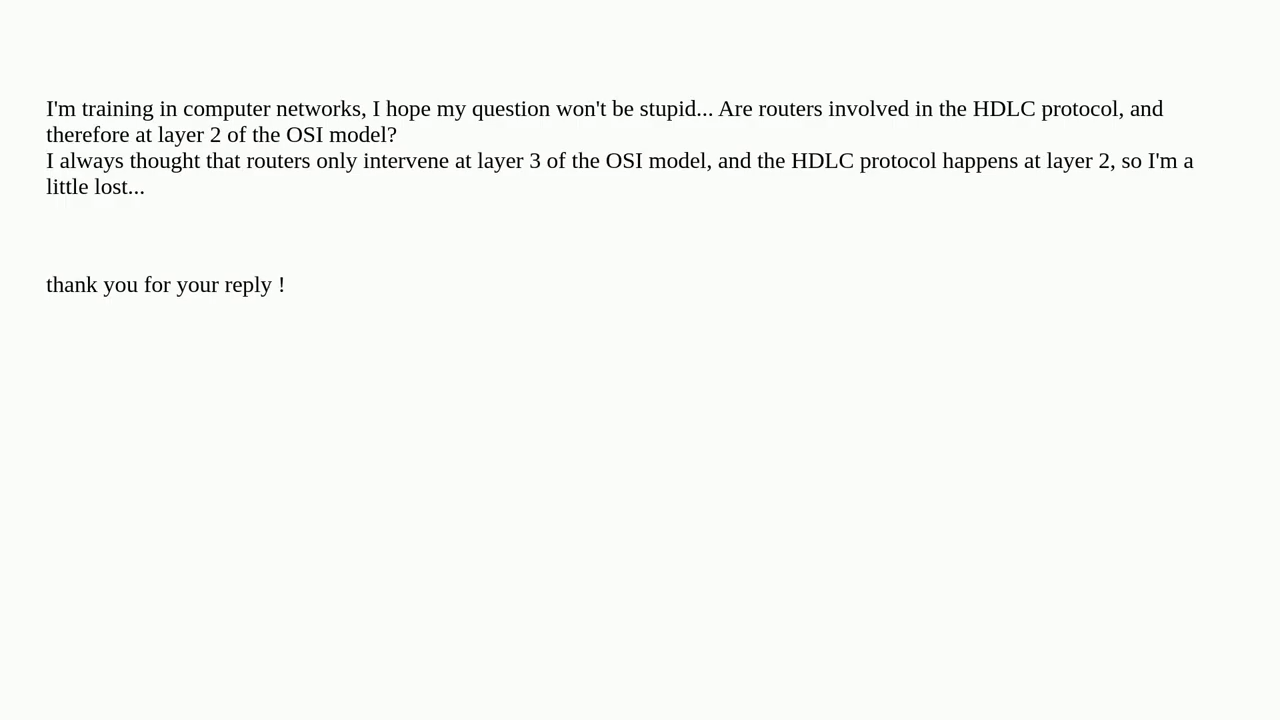 I'm training in computer networks, I hope my question won't be stupid... Are routers involved in the HDLC protocol, and
therefore at layer 2 of the OSI model?
I always thought that routers only intervene at layer 3 of the OSI model, and the HDLC protocol happens at layer 2, so I'm a
little lost...
thank you for your reply !